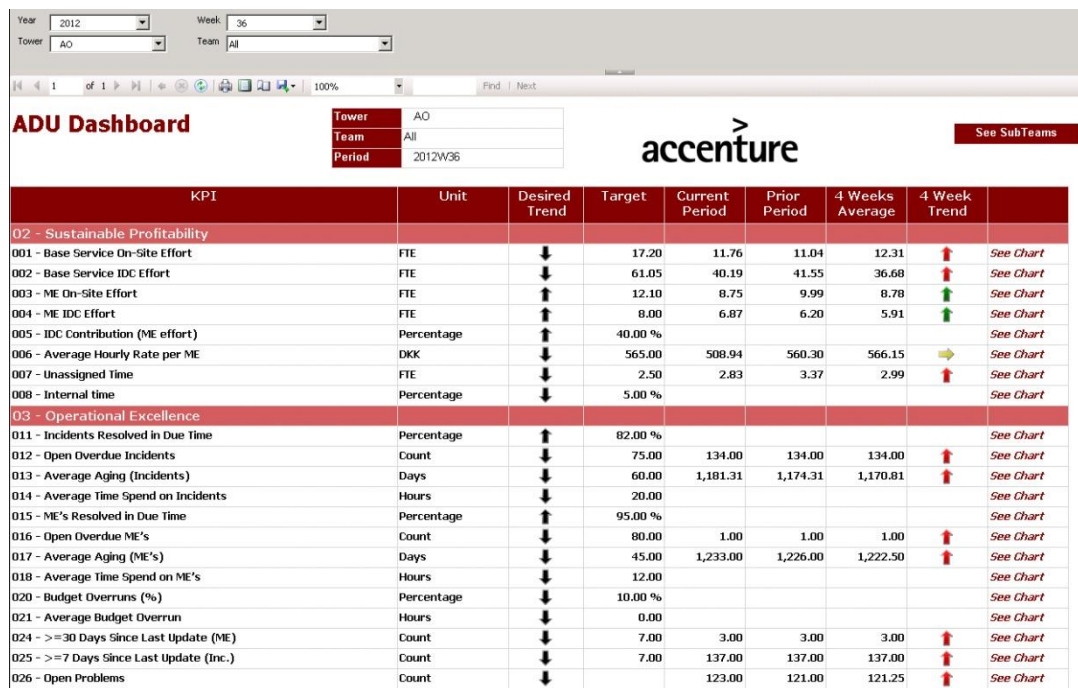 Year 2012 Week 36
Tower AO Team All
1 of 1 100% Find | Next
ADU Dashboard
Tower AO
Team All
Period 2012W36
accenture
See SubTeams
KPI Unit Desired Trend Target Current Period Prior Period 4 Weeks Average 4 Week Trend
02 - Sustainable Profitability
001 - Base Service On-Site Effort FTE 17.20 11.76 11.04 12.31 See Chart
002 - Base Service IDC Effort FTE 61.05 40.19 41.55 36.68 See Chart
003 - ME On-Site Effort FTE 12.10 8.75 9.99 8.78 See Chart
004 - ME IDC Effort FTE 8.00 6.87 6.20 5.91 See Chart
005 - IDC Contribution (ME effort) Percentage 40.00 % See Chart
006 - Average Hourly Rate per ME DKK 565.00 508.94 560.30 566.15 See Chart
007 - Unassigned Time FTE 2.50 2.83 3.37 2.99 See Chart
008 - Internal time Percentage 5.00 % See Chart
03 - Operational Excellence
011 - Incidents Resolved in Due Time Percentage 82.00 % See Chart
012 - Open Overdue Incidents Count 75.00 134.00 134.00 134.00 See Chart
013 - Average Aging (Incidents) Days 60.00 1,181.31 1,174.31 1,170.81 See Chart
014 - Average Time Spend on Incidents Hours 20.00 See Chart
015 - ME's Resolved in Due Time Percentage 95.00 % See Chart
016 - Open Overdue ME's Count 80.00 1.00 1.00 1.00 See Chart
017 - Average Aging (ME's) Days 45.00 1,233.00 1,226.00 1,222.50 See Chart
018 - Average Time Spend on ME's Hours 12.00 See Chart
020 - Budget Overruns (%) Percentage 10.00 % See Chart
021 - Average Budget Overrun Hours 0.00 See Chart
024 - >=30 Days Since Last Update (ME) Count 7.00 3.00 3.00 3.00 See Chart
025 - >=7 Days Since Last Update (Inc.) Count 7.00 137.00 137.00 137.00 See Chart
026 - Open Problems Count 123.00 121.00 121.25 See Chart